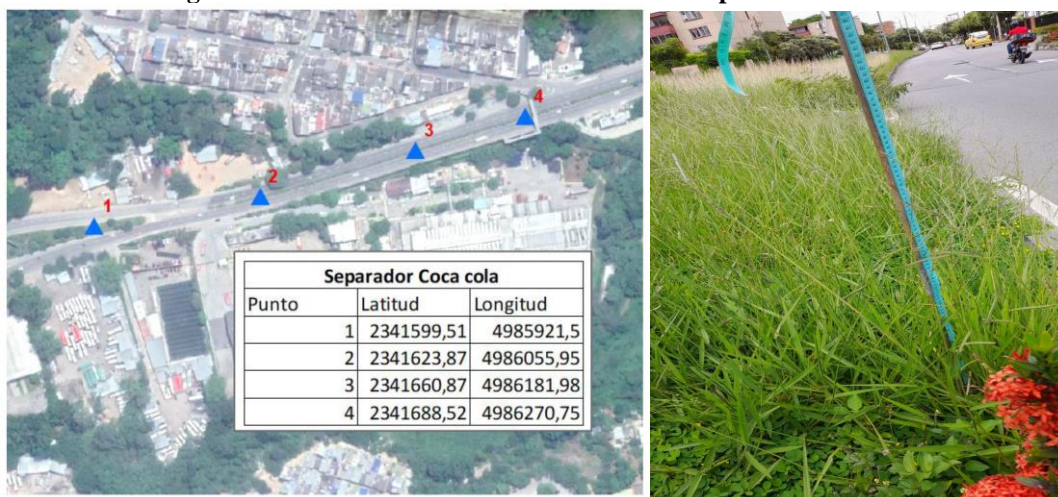 4
3
2
1
Separador Coca cola
Punto Latitud Longitud
1 2341599,51 4985921,5
2 2341623,87 4986055,95
3 2341660,87 4986181,98
4 2341688,52 4986270,75